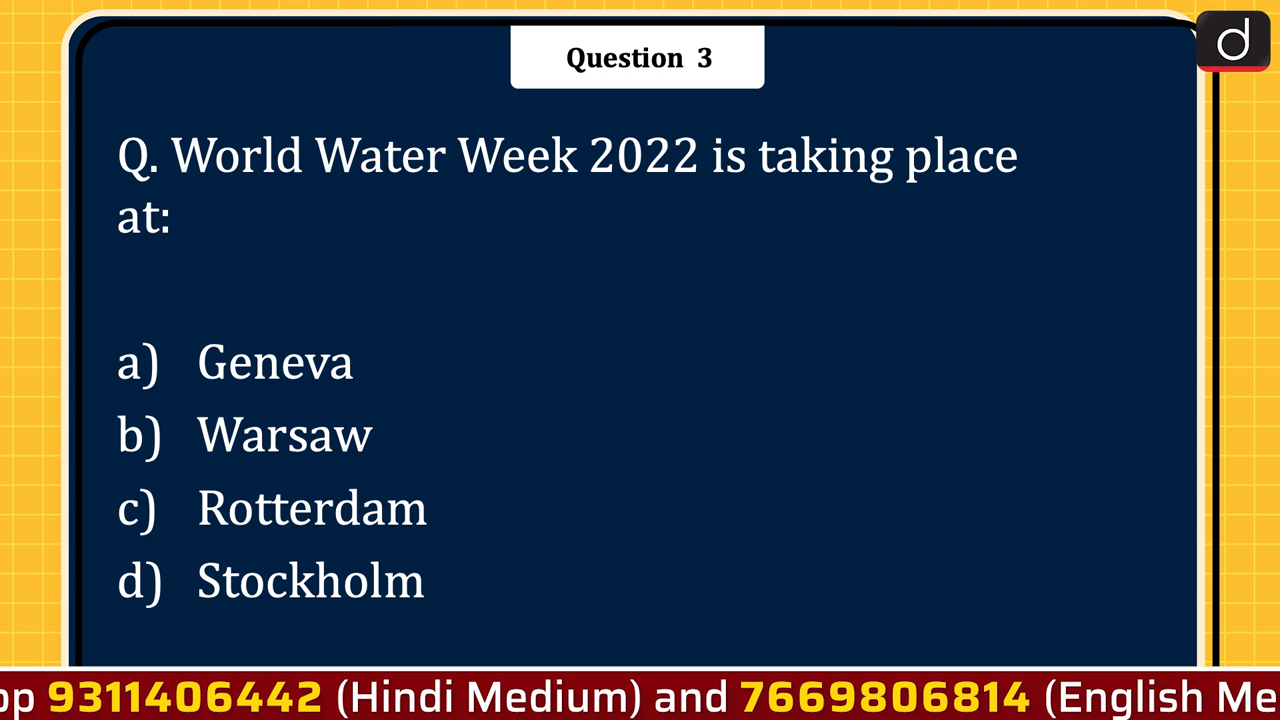 Question 3
d
Q. World Water Week 2022 is taking place
at:
a) Geneva
b) Warsaw
c) Rotterdam
d) Stockholm
pp 9311406442 (Hindi Medium) and 7669806814 (English Me